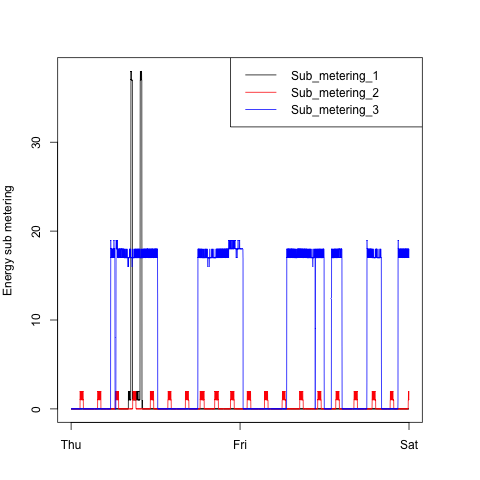 Sub_metering_1
Sub_metering_2
Sub_metering_3
Energy sub metering
30
20
10
0
Thu
Fri
Sat